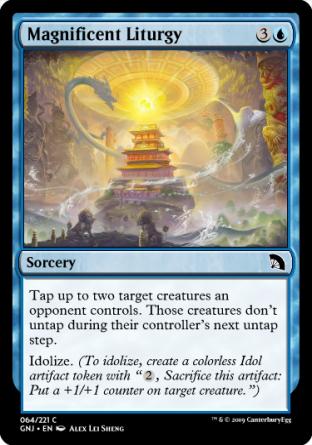 Magnificent Liturgy 3
Sorcery
Tap up to two target creatures an
opponent controls. Those creatures don't
untap during their controller's next untap
step.
Idolize. (To idolize, create a colorless Idol
artifact token with “2, Sacrifice this artifact:
Put a +1/+1 counter on target creature.”)
064/221 C
GNJ • EN Alex Lei Sheng
™ & © 2019 CanterburyEgg